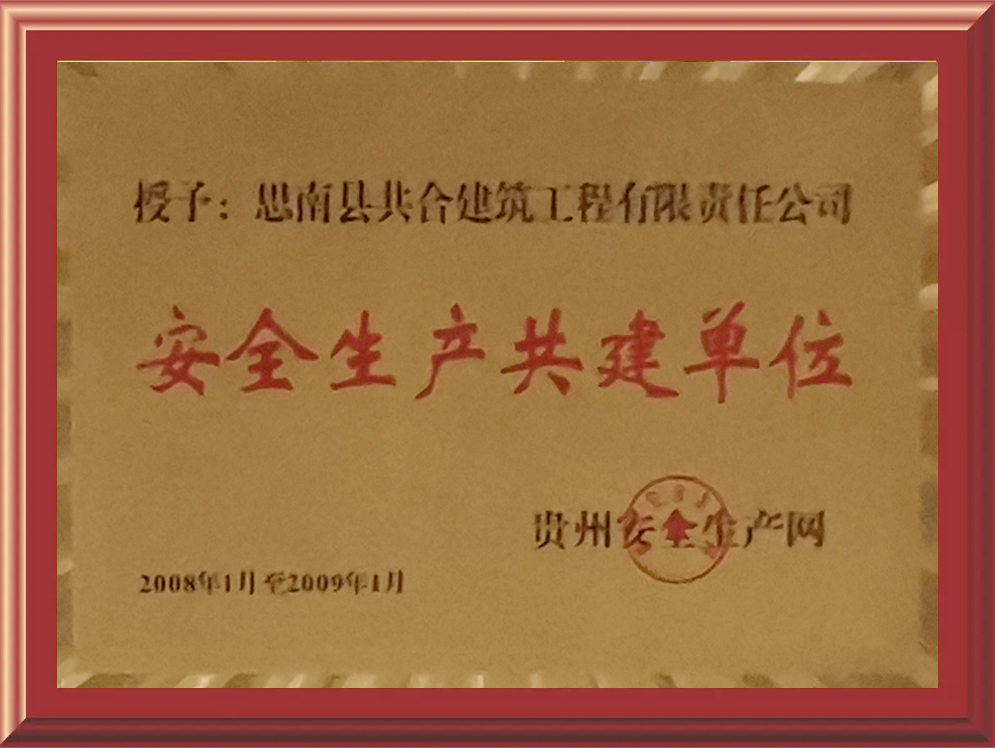 授予：思南县共合建筑工程有限责任公司
安全生产共建单位
贵州安全生产网
2008年1月至2009年1月